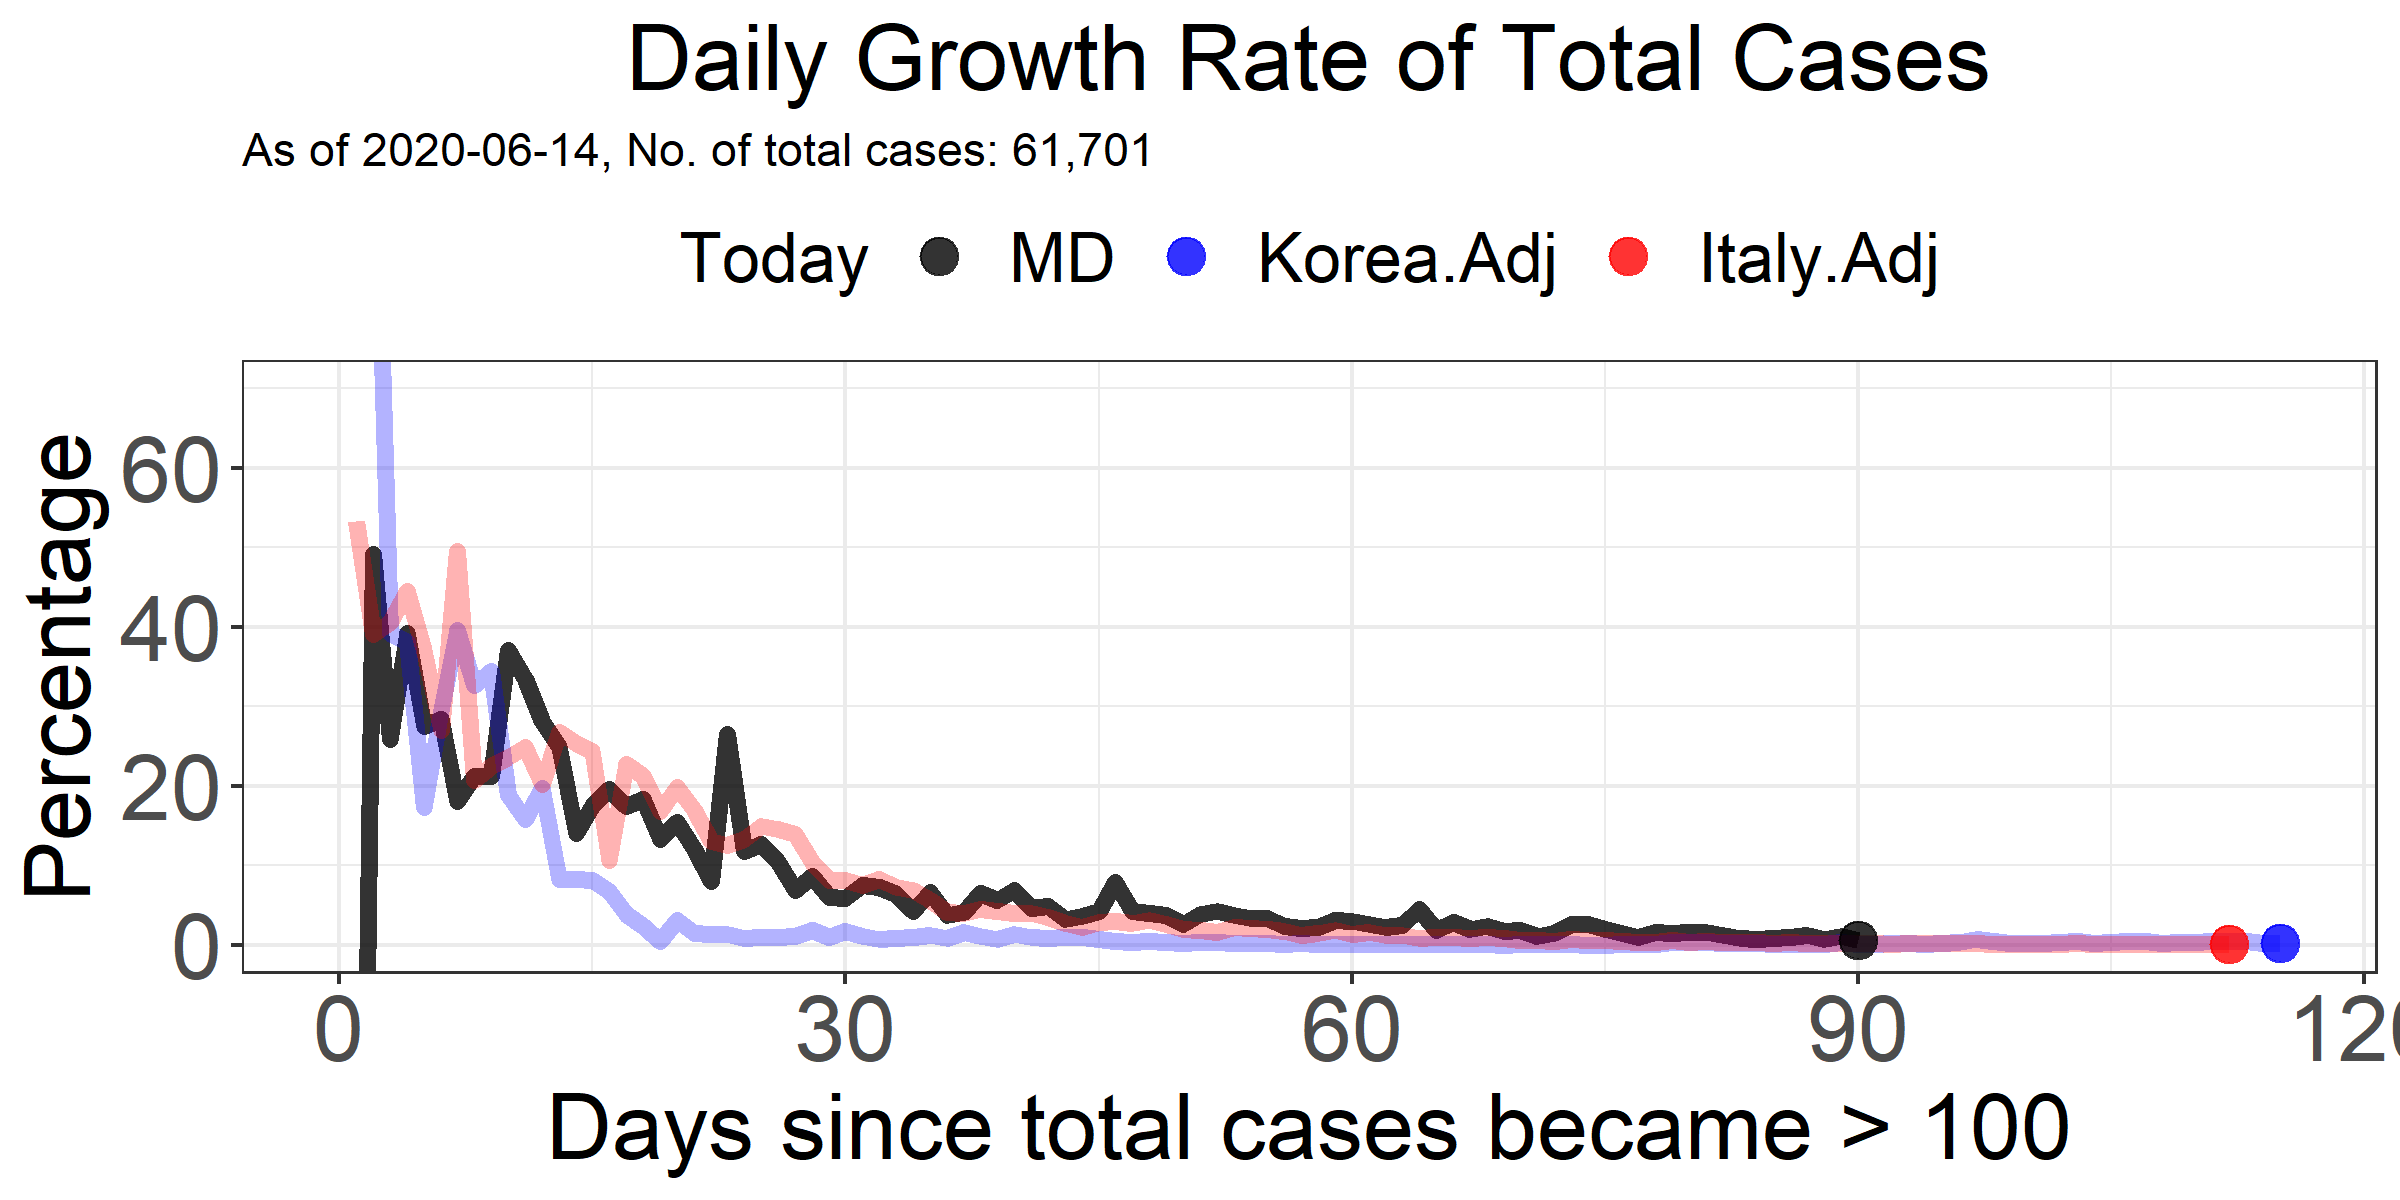 Daily Growth Rate of Total Cases
As of 2020-06-14, No. of total cases: 61,701
Today MD Korea.Adj Italy.Adj
Percentage
60
40
20
0
0 30 60 90 120
Days since total cases became > 100